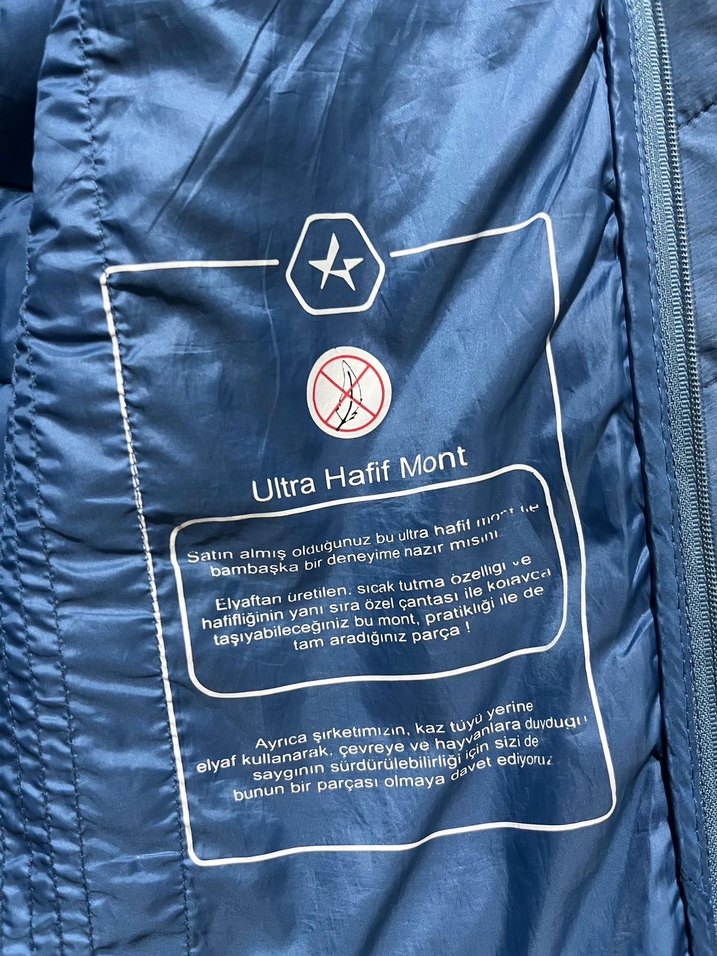 Ultra Hafif Mont
Satın almış olduğunuz bu ultra hafif mont ile
bambaşka bir deneyime hazır mısın!
Elyaftan üretilen, sıcak tutma özelliği ve
hafifliğinin yanı sıra özel çantası ile kolayca
taşıyabileceğiniz bu mont, pratikliği ile de
tam aradığınız parça !
Ayrıca şirketimizin, kaz tüyü yerine
elyaf kullanarak, çevreye ve hayvanlara duyduğu
saygının sürdürülebilirliği için sizi de
bunun bir parçası olmaya davet ediyoruz